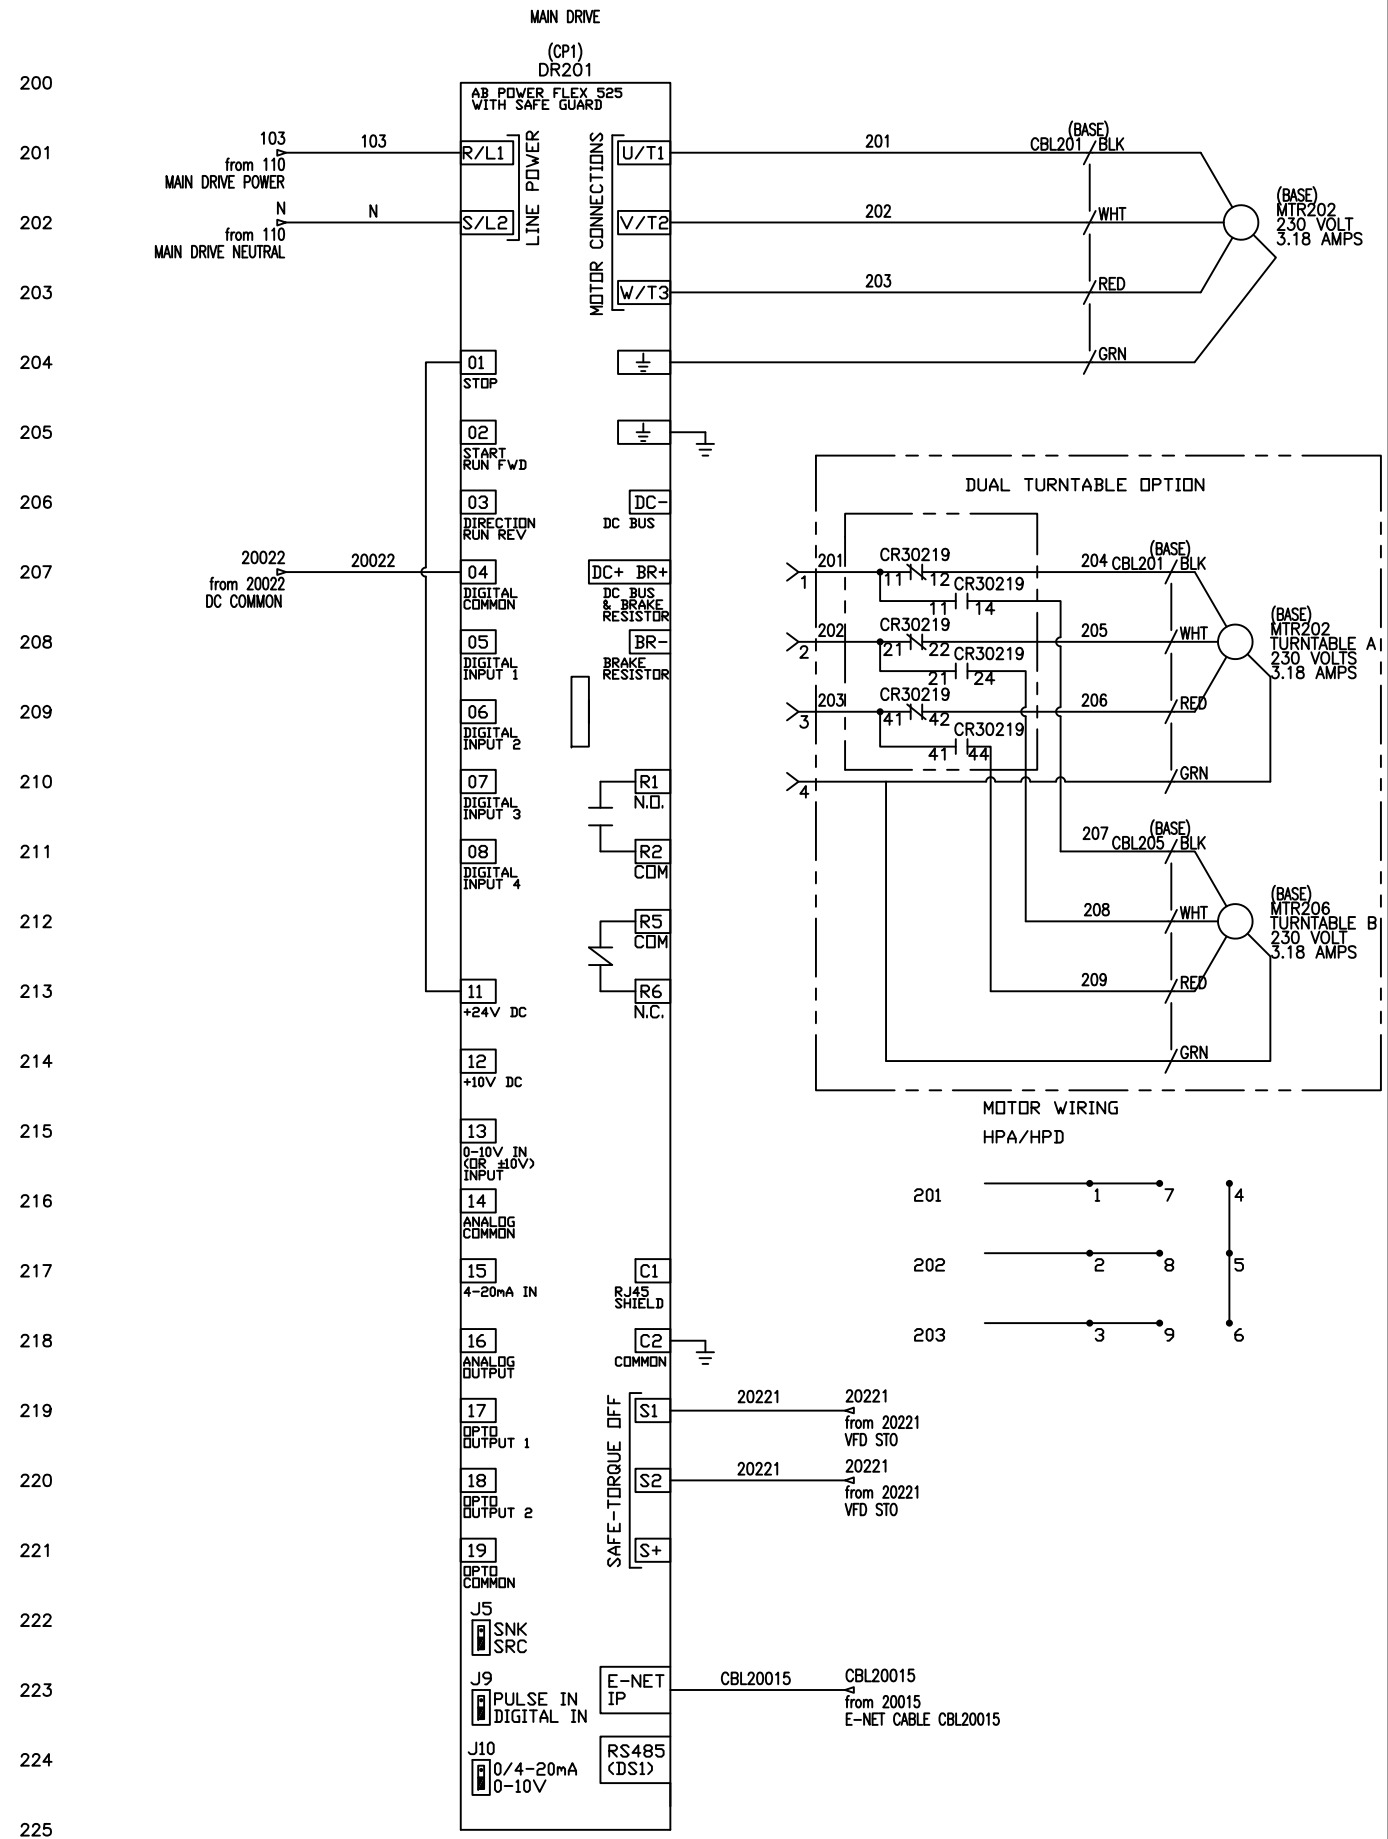 MAIN DRIVE
(CP1)
DR201
200
AB POWER FLEX 525
WITH SAFE GUARD
201
103
from 110
MAIN DRIVE POWER
103
R/L1
LINE POWER
MOTOR CONNECTIONS
U/T1
201
(BASE)
CBL201
BLK
202
N
from 110
MAIN DRIVE NEUTRAL
N
S/L2
V/T2
202
WHT
(BASE)
MTR202
230 VOLT
3.18 AMPS
203
W/T3
203
RED
204
01
STOP
GRN
205
02
START
RUN FWD
206
03
DIRECTION
RUN REV
DC-
DC BUS
DUAL TURNTABLE OPTION
207
20022
from 20022
DC COMMON
20022
04
DIGITAL
COMMON
DC+ BR+
DC BUS
& BRAKE
RESISTOR
1
201
CR30219
11
12
CR30219
11
14
204
(BASE)
CBL201
BLK
208
05
DIGITAL
INPUT 1
BR-
BRAKE
RESISTOR
2
202
CR30219
21
22
CR30219
21
24
205
WHT
(BASE)
MTR202
TURNTABLE A
230 VOLTS
3.18 AMPS
209
06
DIGITAL
INPUT 2
3
203
CR30219
41
42
CR30219
41
44
206
RED
210
07
DIGITAL
INPUT 3
R1
N.O.
4
GRN
211
08
DIGITAL
INPUT 4
R2
COM
207
(BASE)
CBL205
BLK
212
R5
COM
208
WHT
(BASE)
MTR206
TURNTABLE B
230 VOLT
3.18 AMPS
213
11
+24V DC
R6
N.C.
209
RED
214
12
+10V DC
GRN
MOTOR WIRING
HPA/HPD
215
13
0-10V IN
(OR ±10V)
INPUT
216
14
ANALOG
COMMON
201
1
7
4
217
15
4-20mA IN
C1
RJ45
SHIELD
202
2
8
5
218
16
ANALOG
OUTPUT
C2
COMMON
203
3
9
6
219
17
OPTO
OUTPUT 1
SAFE-TORQUE OFF
S1
20221
20221
from 20221
VFD STO
220
18
OPTO
OUTPUT 2
S2
20221
20221
from 20221
VFD STO
221
19
OPTO
COMMON
S+
222
J5
SNK
SRC
223
J9
PULSE IN
DIGITAL IN
E-NET
IP
CBL20015
CBL20015
from 20015
E-NET CABLE CBL20015
224
J10
0/4-20mA
0-10V
RS485
(DS1)
225